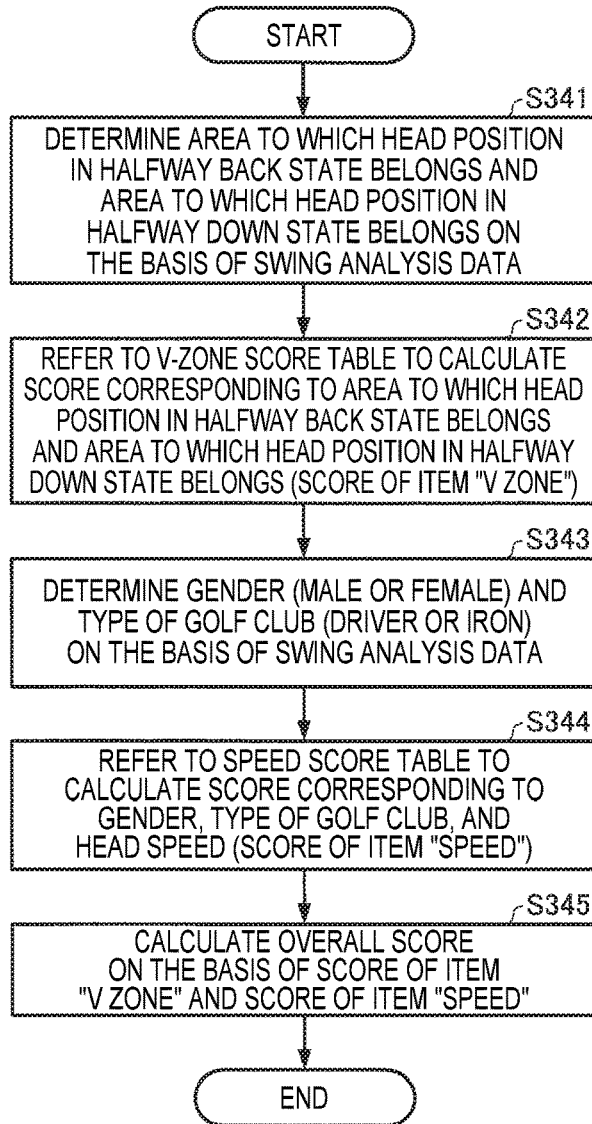 START
S341
DETERMINE AREA TO WHICH HEAD POSITION
IN HALFWAY BACK STATE BELONGS AND
AREA TO WHICH HEAD POSITION IN
HALFWAY DOWN STATE BELONGS ON
THE BASIS OF SWING ANALYSIS DATA
S342
REFER TO V-ZONE SCORE TABLE TO CALCULATE
SCORE CORRESPONDING TO AREA TO WHICH HEAD
POSITION IN HALFWAY BACK STATE BELONGS
AND AREA TO WHICH HEAD POSITION IN HALFWAY
DOWN STATE BELONGS (SCORE OF ITEM "V ZONE")
S343
DETERMINE GENDER (MALE OR FEMALE) AND
TYPE OF GOLF CLUB (DRIVER OR IRON)
ON THE BASIS OF SWING ANALYSIS DATA
S344
REFER TO SPEED SCORE TABLE TO
CALCULATE SCORE CORRESPONDING TO
GENDER, TYPE OF GOLF CLUB, AND
HEAD SPEED (SCORE OF ITEM "SPEED")
S345
CALCULATE OVERALL SCORE
ON THE BASIS OF SCORE OF ITEM
"V ZONE" AND SCORE OF ITEM "SPEED"
END